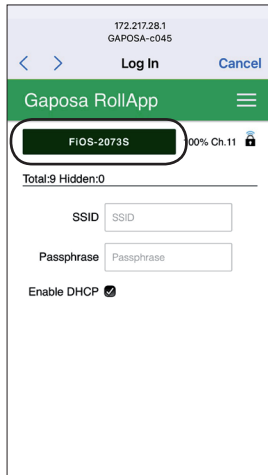 172.217.28.1
GAPOSA-c045
Log In
Cancel
Gaposa RollApp
FiOS-2073S
00% Ch.11
Total:9 Hidden:0
SSID
SSID
Passphrase
Passphrase
Enable DHCP